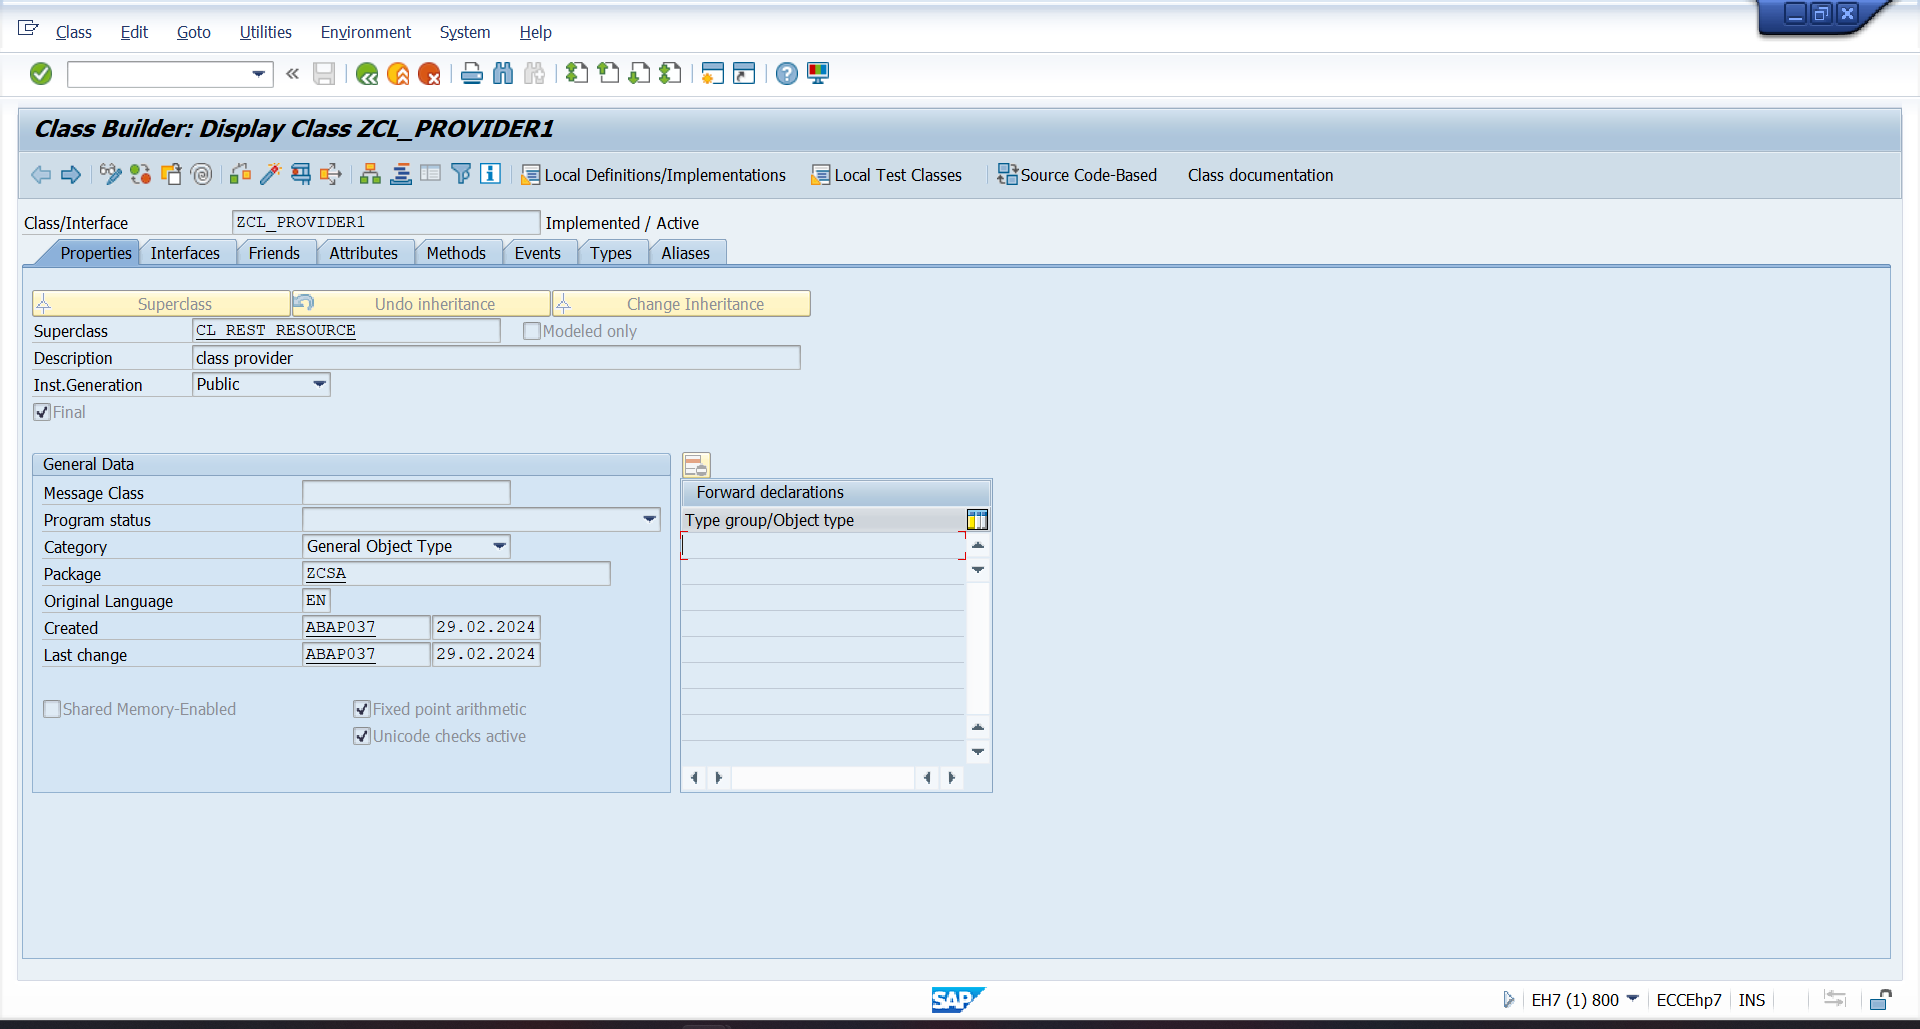 Class Edit Goto Utilities Environment System Help
Class Builder: Display Class ZCL_PROVIDER1
Local Definitions/Implementations Local Test Classes Source Code-Based Class documentation
Class/Interface ZCL_PROVIDER1 Implemented / Active
Properties Interfaces Friends Attributes Methods Events Types Aliases
Superclass Undo inheritance Change Inheritance
Superclass CL_REST_RESOURCE Modeled only
Description class provider
Inst.Generation Public
Final
General Data
Message Class
Program status
Category General Object Type
Package ZCSA
Original Language EN
Created ABAP037 29.02.2024
Last change ABAP037 29.02.2024
Shared Memory-Enabled Fixed point arithmetic
Unicode checks active
Forward declarations
Type group/Object type
SAP
EH7 (1) 800 ECCEhp7 INS